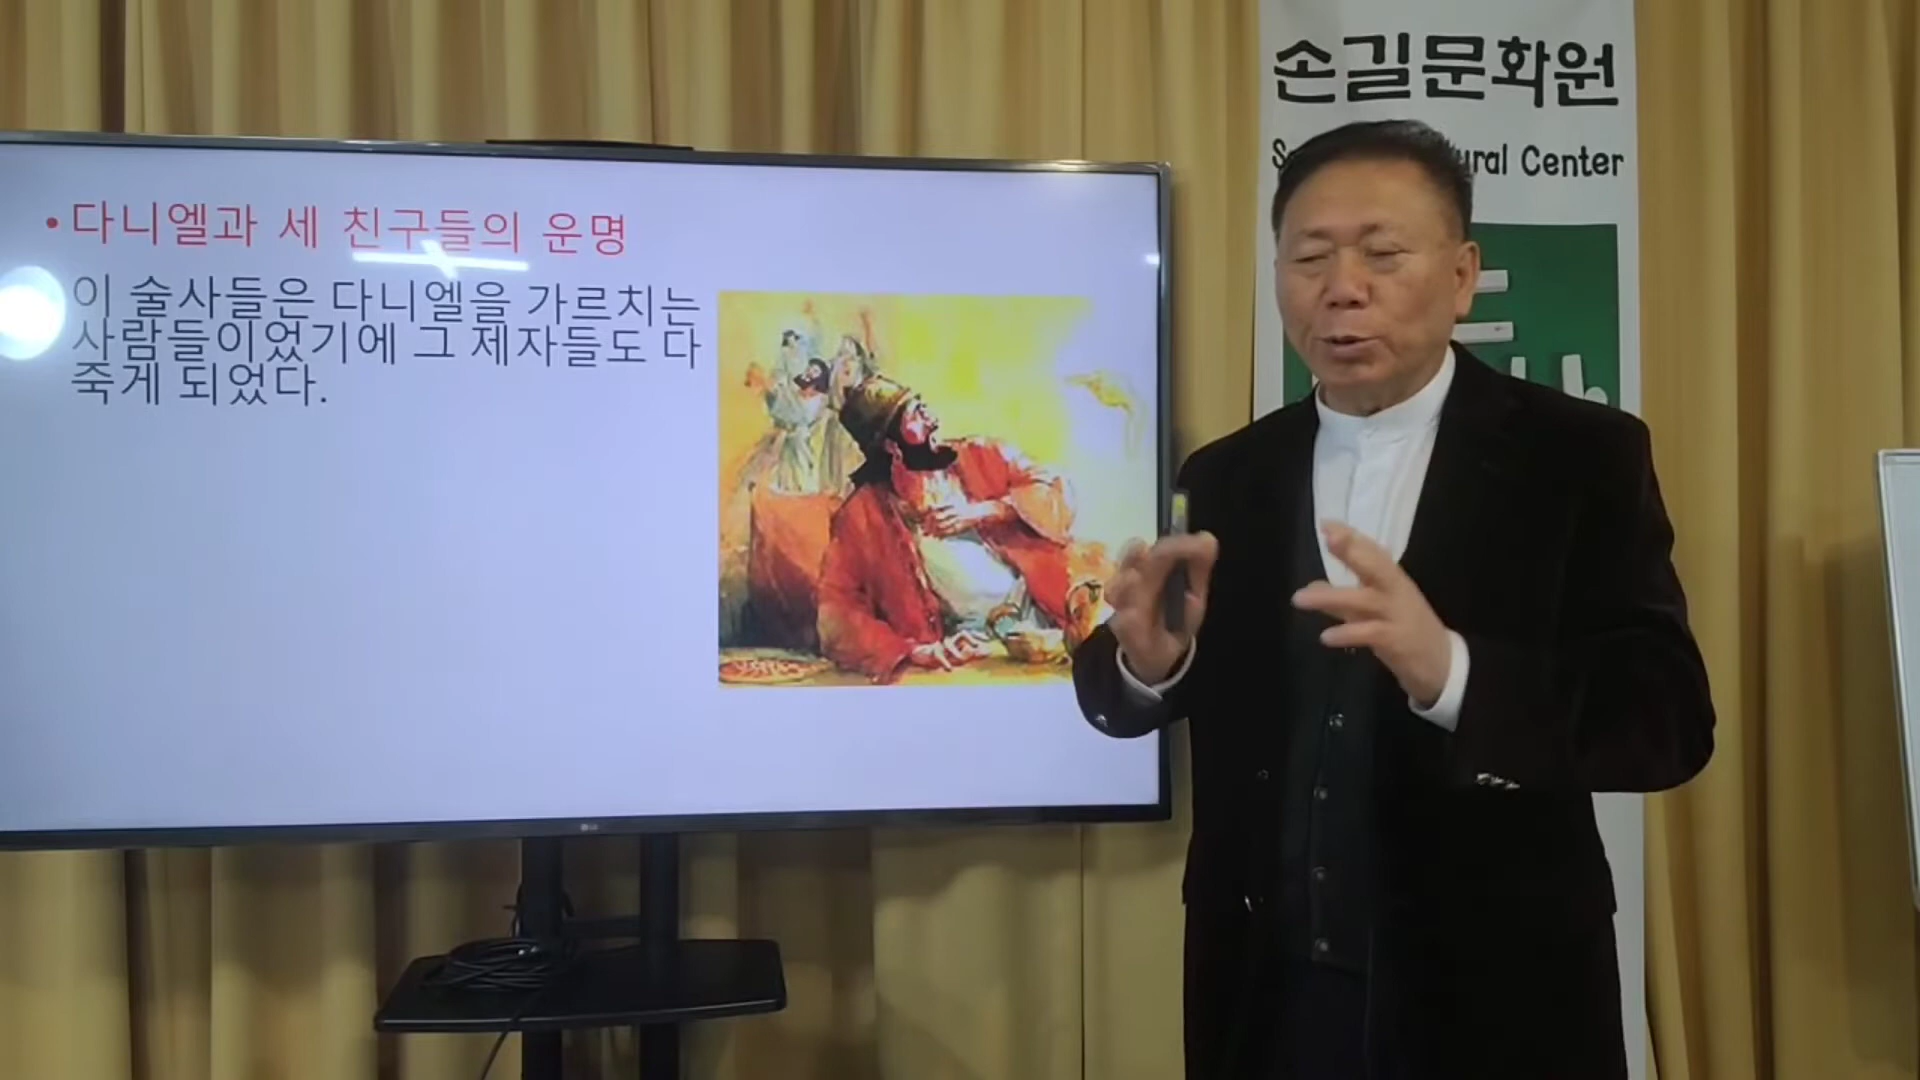 • 다니엘과 세 친구들의 운명
이 술사들은 다니엘을 가르치는
사람들이었기에 그 제자들도 다
죽게 되었다.
LG
손길문화원
Center